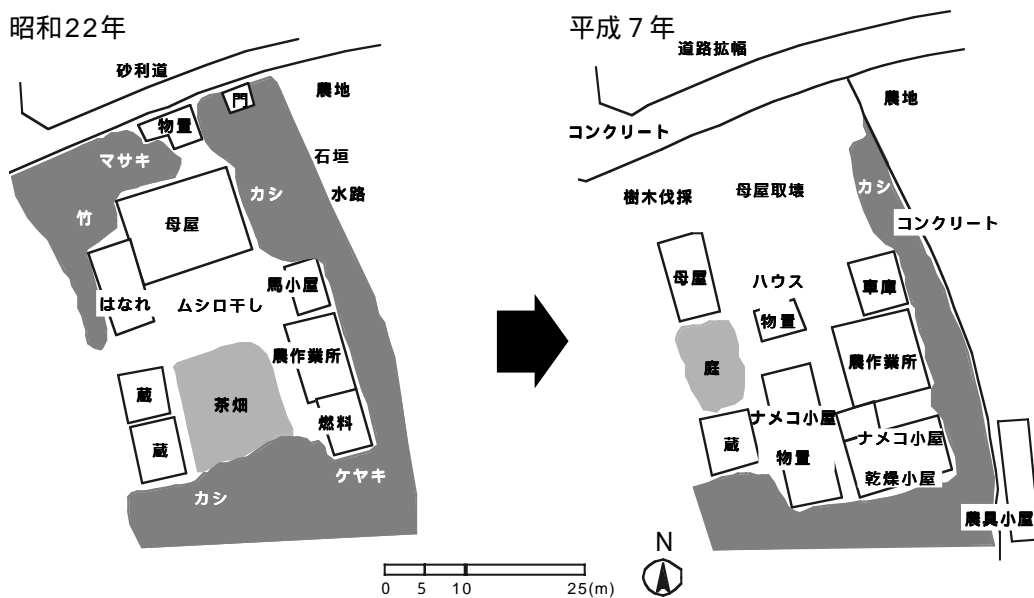 昭和22年
砂利道
農地
門
物置
マサキ
石垣
カシ
水路
竹
母屋
馬小屋
はなれ
ムシロ干し
農作業所
蔵
茶畑
燃料
蔵
ケヤキ
カシ
平成7年
道路拡幅
農地
コンクリート
カシ
母屋取壊
樹木伐採
コンクリート
母屋
ハウス
車庫
物置
農作業所
庭
ナメコ小屋
ナメコ小屋
蔵
物置
乾燥小屋
農具小屋
N
0 5 10 25(m)